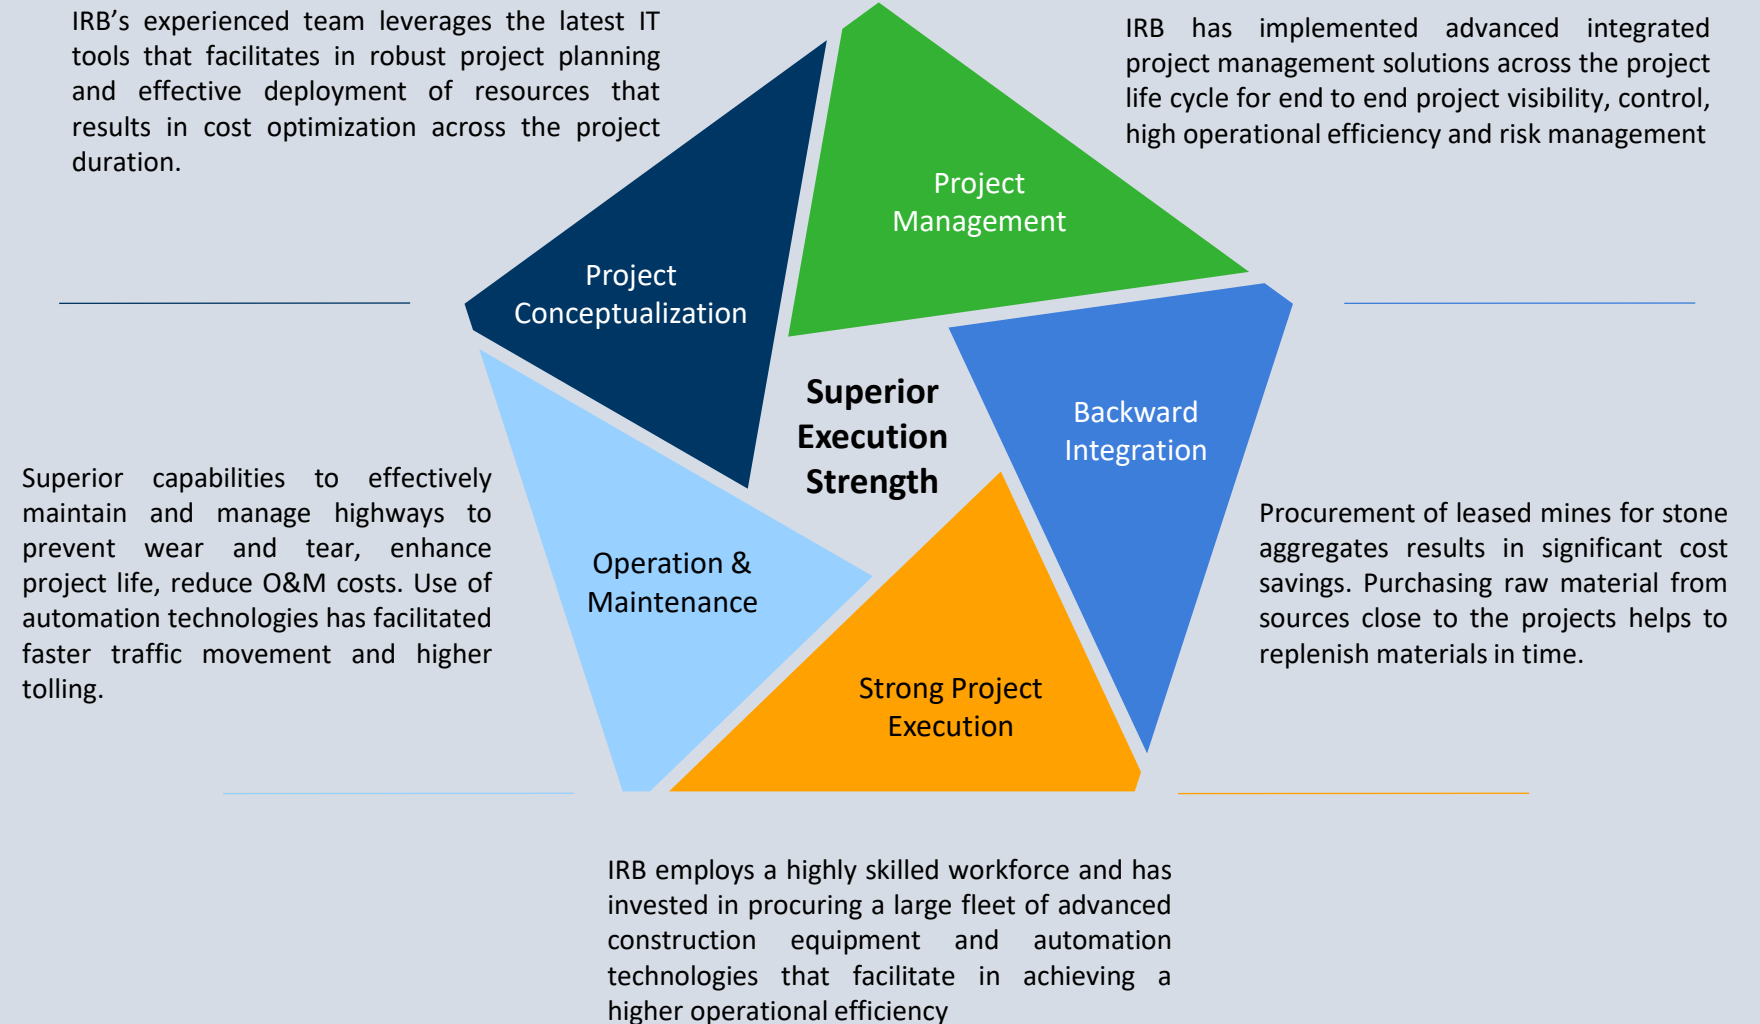 IRB’s experienced team leverages the latest IT
tools that facilitates in robust project planning
and effective deployment of resources that
results in cost optimization across the project
duration.
IRB has implemented advanced integrated
project management solutions across the project
life cycle for end to end project visibility, control,
high operational efficiency and risk management
Project
Management
Project
Conceptualization
Superior
Execution
Strength
Backward
Integration
Superior capabilities to effectively
maintain and manage highways to
prevent wear and tear, enhance
project life, reduce O&M costs. Use of
automation technologies has facilitated
faster traffic movement and higher
tolling.
Operation &
Maintenance
Procurement of leased mines for stone
aggregates results in significant cost
savings. Purchasing raw material from
sources close to the projects helps to
replenish materials in time.
Strong Project
Execution
IRB employs a highly skilled workforce and has
invested in procuring a large fleet of advanced
construction equipment and automation
technologies that facilitate in achieving a
higher operational efficiency